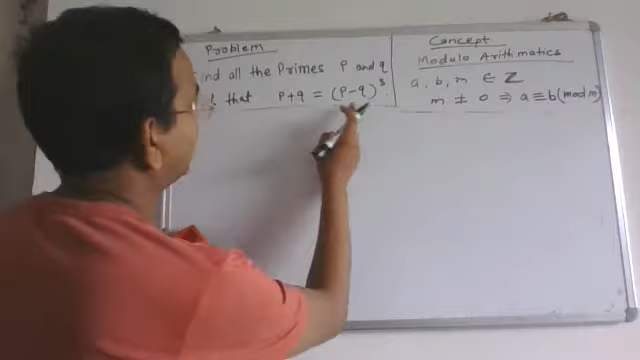 Problem
ind all the Primes P and q
t that P+q = (P-q)³.
Concept
Modulo Arithmatics
a, b, m ∈ Z
m ≠ 0 ⇒ a ≡ b (mod m)